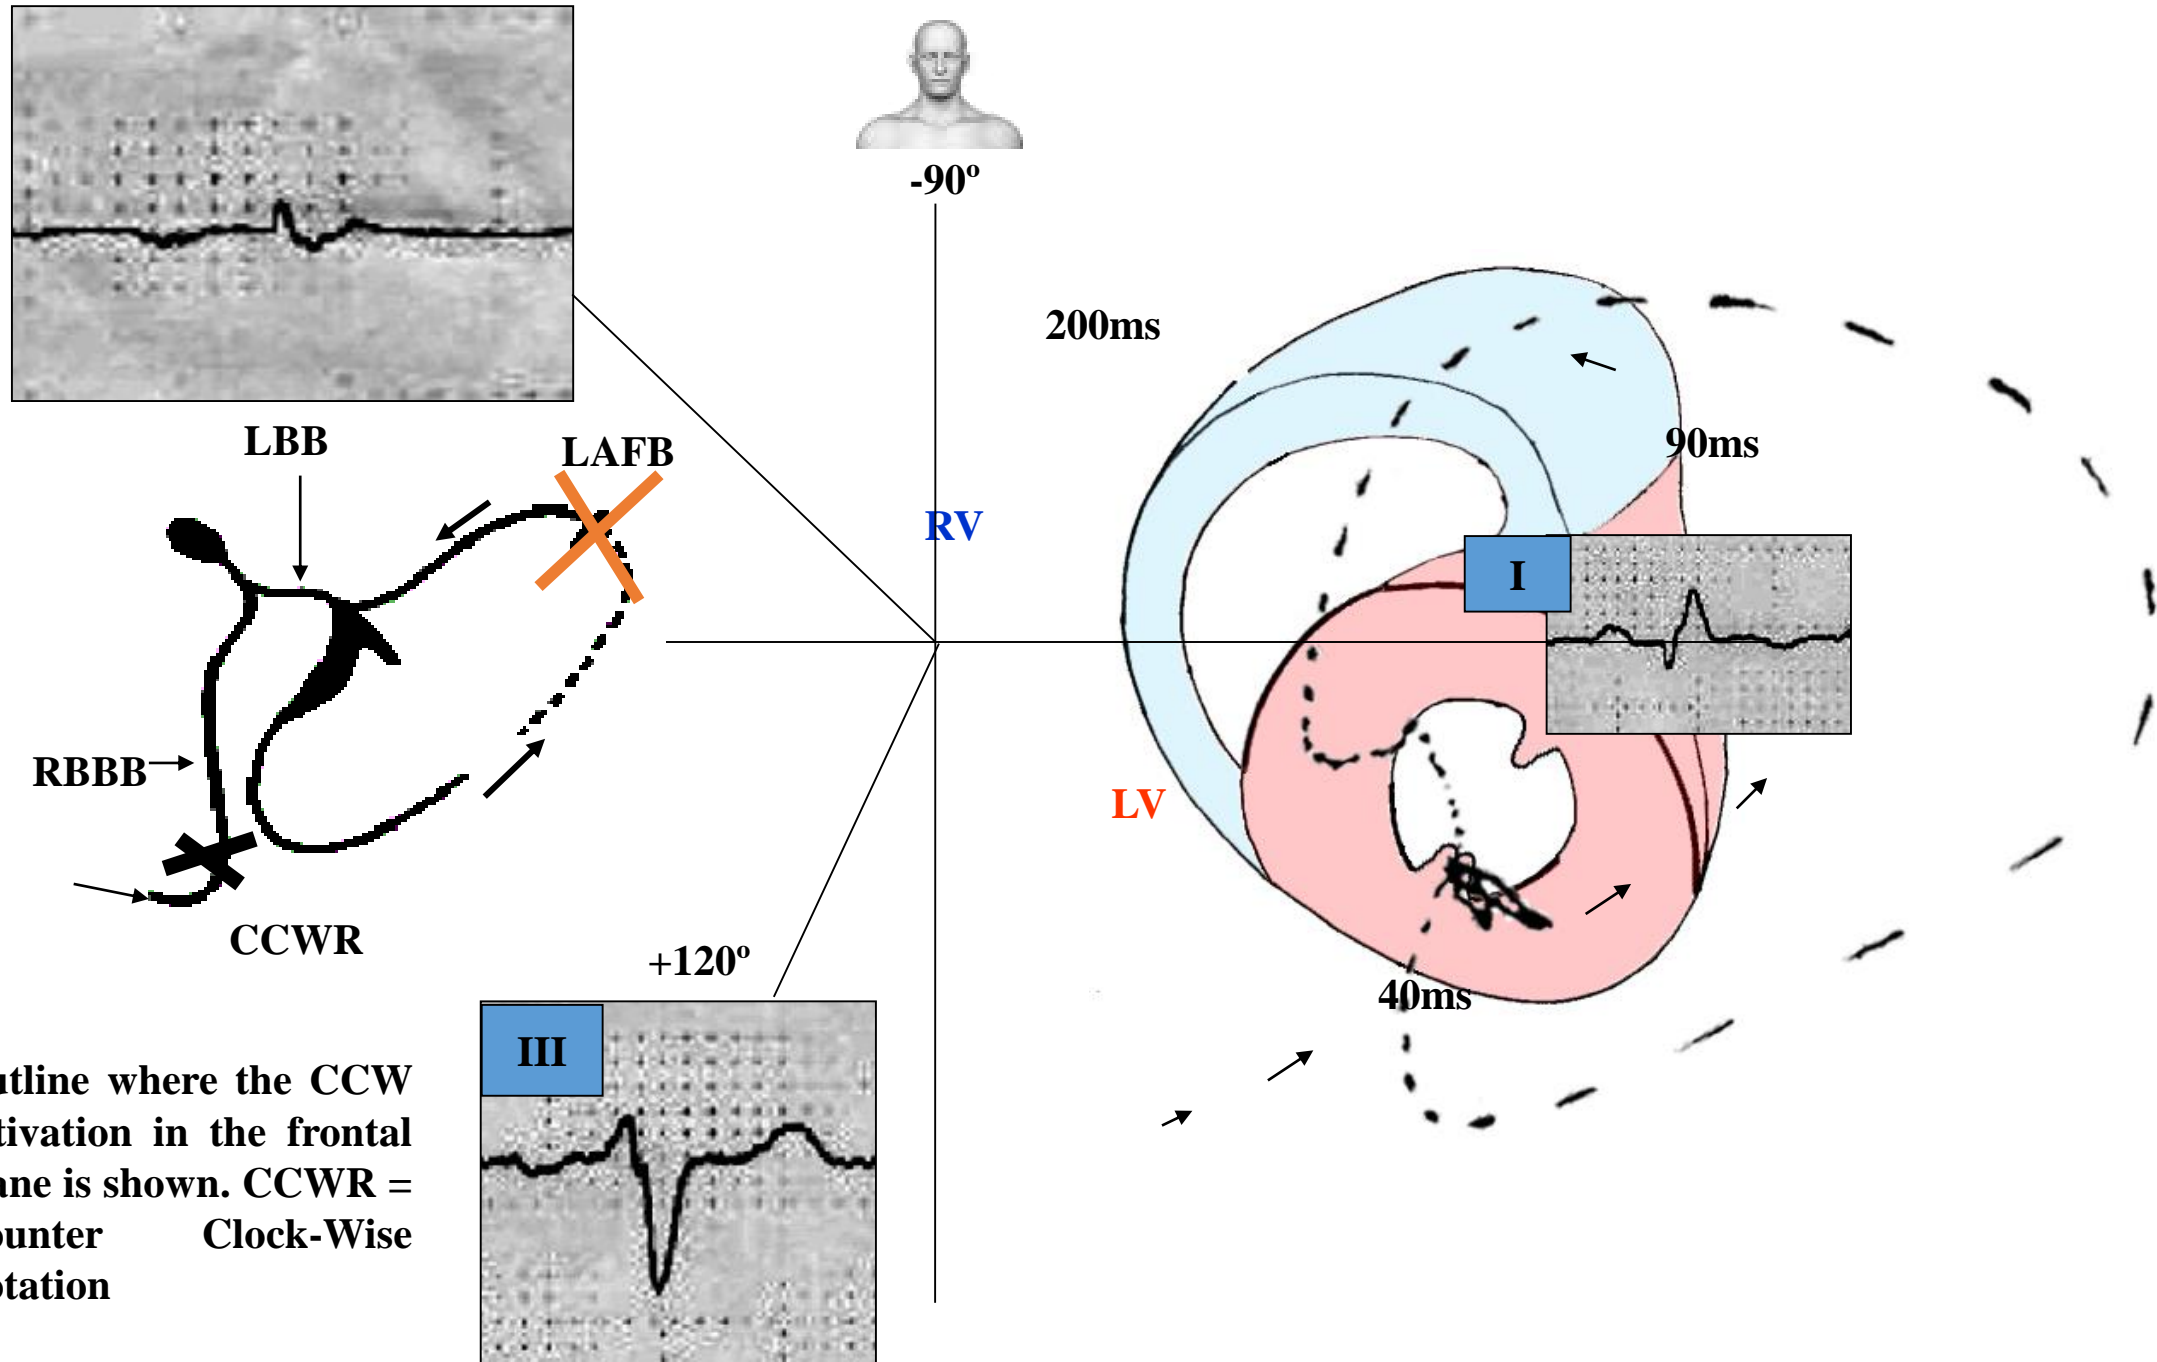 -90º
200ms
LBB
LAFB
90ms
RV
I
RBBB
LV
CCWR
+120º
40ms
III
utline where the CCW
tivation in the frontal
ane is shown. CCWR =
ounter Clock-Wise
otation